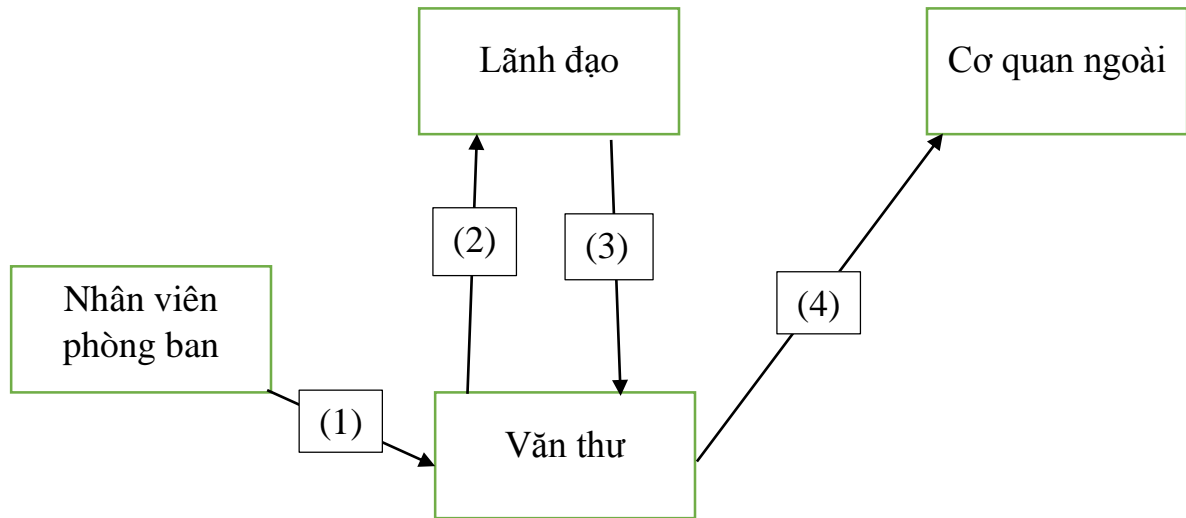 Lãnh đạo
Cơ quan ngoài
(2)
(3)
(4)
Nhân viên
phòng ban
(1)
Văn thư